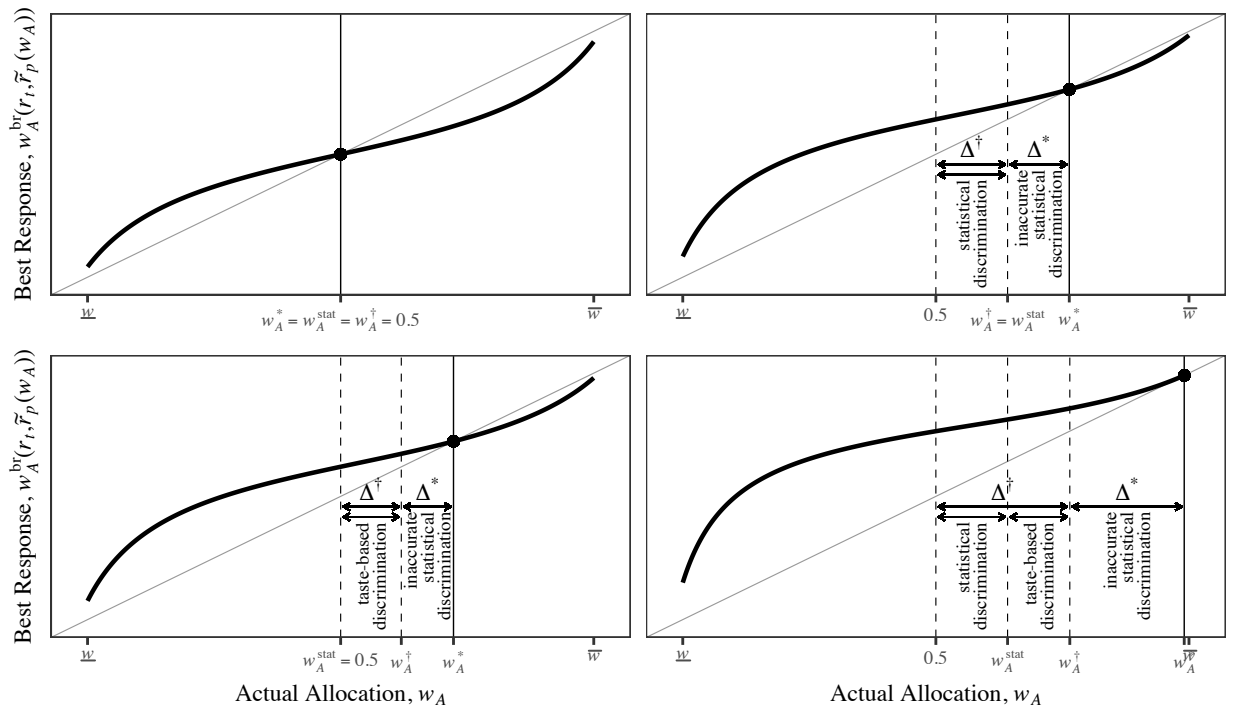 Best Response, w_A^br(r_t, r̃_p(w_A))
w̲
w_A^* = w_A^stat = w_A^† = 0.5
w̅
Δ^†
Δ^*
statistical
discrimination
inaccurate
statistical
discrimination
w̲
0.5
w_A^† = w_A^stat
w_A^*
w̅
Best Response, w_A^br(r_t, r̃_p(w_A))
Δ^†
Δ^*
taste-based
discrimination
inaccurate
statistical
discrimination
w̲
w_A^stat = 0.5
w_A^†
w_A^*
w̅
Actual Allocation, w_A
Δ^†
Δ^*
statistical
discrimination
taste-based
discrimination
inaccurate
statistical
discrimination
w̲
0.5
w_A^stat
w_A^†
w_A^*
w̅
Actual Allocation, w_A